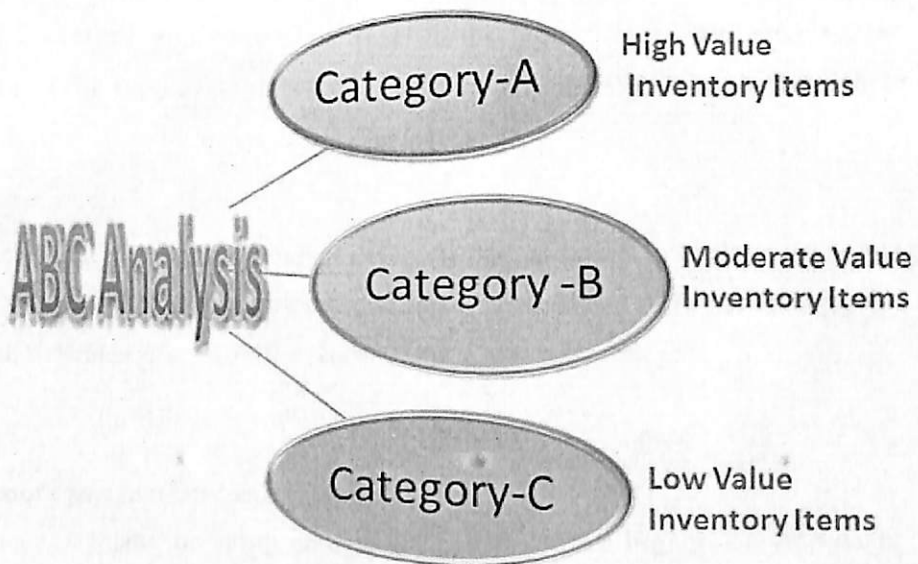 Category-A
High Value
Inventory Items
ABC Analysis
Category -B
Moderate Value
Inventory Items
Category-C
Low Value
Inventory Items